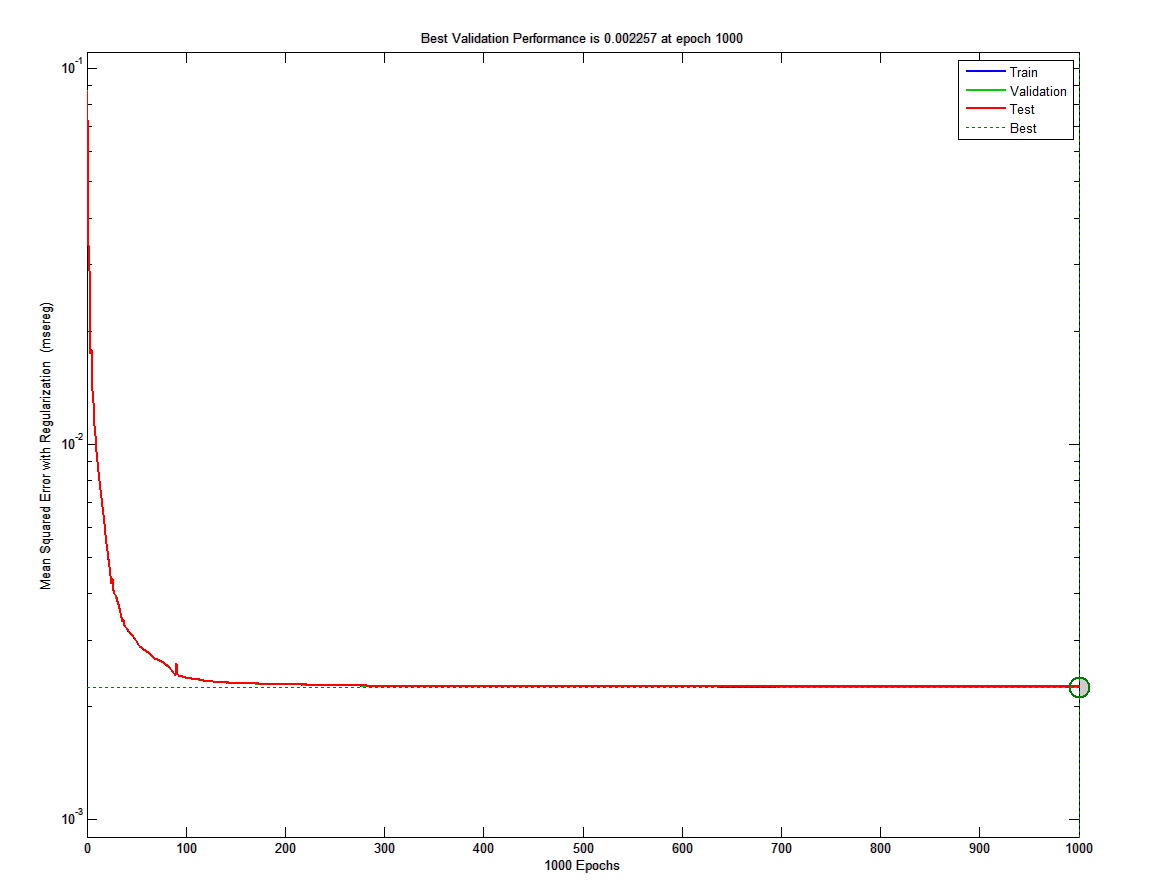 Best Validation Performance is 0.002257 at epoch 1000
Train
Validation
Test
Best
10^-1
10^-2
10^-3
Mean Squared Error with Regularization (msereg)
0 100 200 300 400 500 600 700 800 900 1000
1000 Epochs